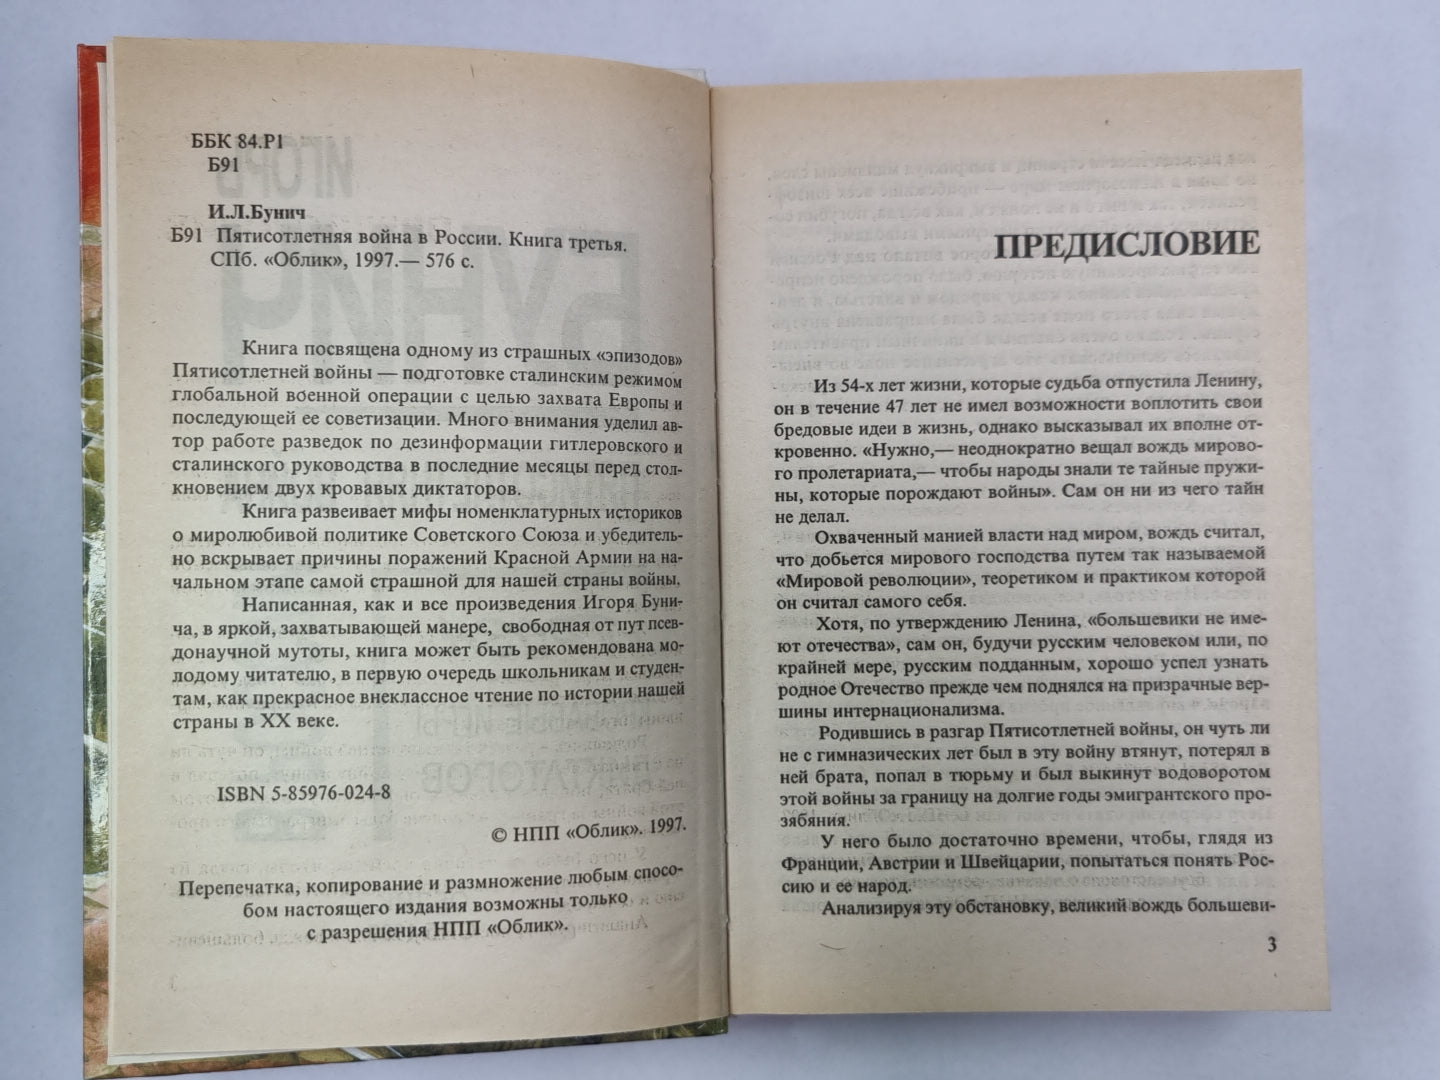 ББК 84.Р1
Б91
И.Л.Бунич
Б91 Пятисотлетняя война в России. Книга третья.
СПб. «Облик», 1997.— 576 с.
Книга посвящена одному из страшных «эпизодов»
Пятисотлетней войны — подготовке сталинским режимом
глобальной военной операции с целью захвата Европы и
последующей ее советизации. Много внимания уделил ав-
тор работе разведок по дезинформации гитлеровского и
сталинского руководства в последние месяцы перед стол-
кновением двух кровавых диктаторов.
Книга развеивает мифы номенклатурных историков
о миролюбивой политике Советского Союза и убедитель-
но вскрывает причины поражений Красной Армии на на-
чальном этапе самой страшной для нашей страны войны.
Написанная, как и все произведения Игоря Буни-
ча, в яркой, захватывающей манере, свободная от пут псев-
донаучной мутоты, книга может быть рекомендована мо-
лодому читателю, в первую очередь школьникам и студен-
там, как прекрасное внеклассное чтение по истории нашей
страны в XX веке.
ISBN 5-85976-024-8
© НПП «Облик». 1997.
Перепечатка, копирование и размножение любым спосо-
бом настоящего издания возможны только
с разрешения НПП «Облик».
ПРЕДИСЛОВИЕ
Из 54-х лет жизни, которые судьба отпустила Ленину,
он в течение 47 лет не имел возможности воплотить свои
бредовые идеи в жизнь, однако высказывал их вполне от-
кровенно. «Нужно,— неоднократно вещал вождь мирово-
го пролетариата,— чтобы народы знали те тайные пружи-
ны, которые порождают войны». Сам он ни из чего тайн
не делал.
Охваченный манией власти над миром, вождь считал,
что добьется мирового господства путем так называемой
«Мировой революции», теоретиком и практиком которой
он считал самого себя.
Хотя, по утверждению Ленина, «большевики не име-
ют отечества», сам он, будучи русским человеком или, по
крайней мере, русским подданным, хорошо успел узнать
родное Отечество прежде чем поднялся на призрачные вер-
шины интернационализма.
Родившись в разгар Пятисотлетней войны, он чуть ли
не с гимназических лет был в эту войну втянут, потерял в
ней брата, попал в тюрьму и был выкинут водоворотом
этой войны за границу на долгие годы эмигрантского про-
зябания.
У него было достаточно времени, чтобы, глядя из
Франции, Австрии и Швейцарии, попытаться понять Рос-
сию и ее народ.
Анализируя эту обстановку, великий вождь большеви-
3